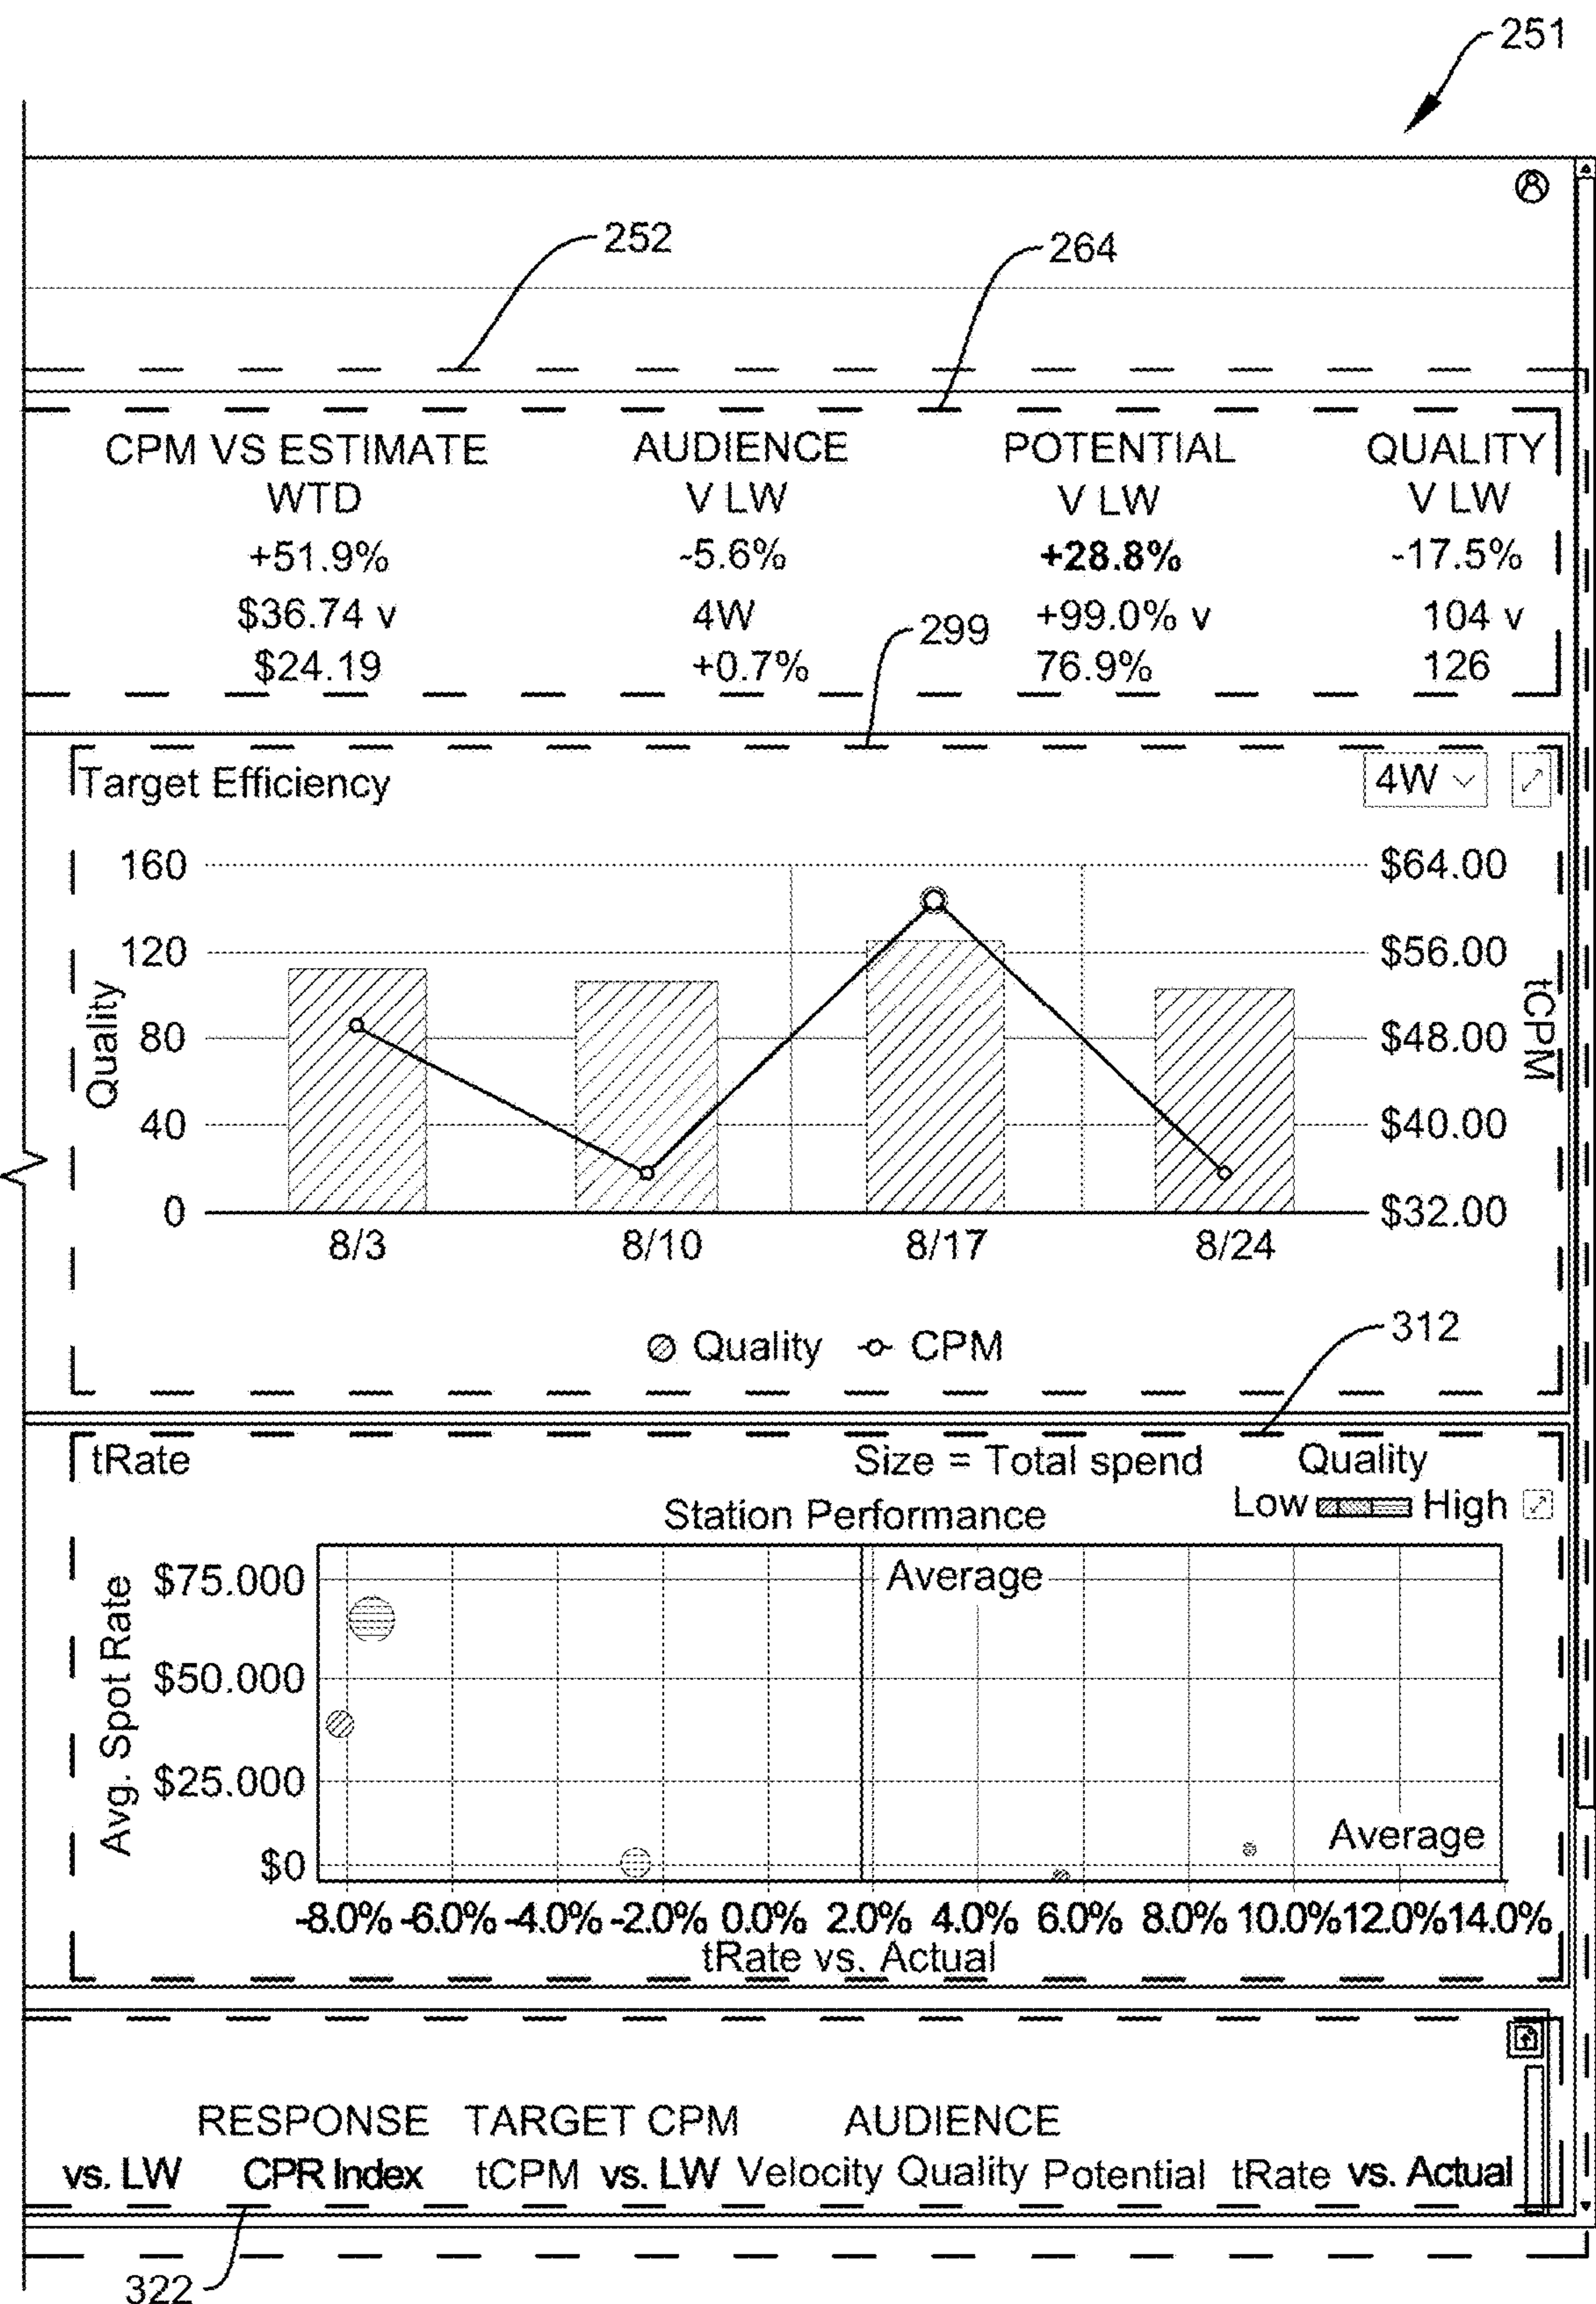 251
252
264
CPM VS ESTIMATE AUDIENCE POTENTIAL QUALITY
WTD V LW V LW V LW
+51.9% -5.6% +28.8% -17.5%
$36.74 v 4W +99.0% v 104 v
$24.19 +0.7% 76.9% 126
299
Target Efficiency 4W
160 $64.00
120 $56.00
80 $48.00
40 $40.00
0 $32.00
Quality
tCPM
8/3 8/10 8/17 8/24
Quality CPM
312
tRate Size = Total spend Quality
Low High
Station Performance
Average
$75.000
$50.000
$25.000
$0
Avg. Spot Rate
Average
-8.0% -6.0% -4.0% -2.0% 0.0% 2.0% 4.0% 6.0% 8.0% 10.0% 12.0% 14.0%
tRate vs. Actual
RESPONSE TARGET CPM AUDIENCE
vs. LW CPR Index tCPM vs. LW Velocity Quality Potential tRate vs. Actual
322